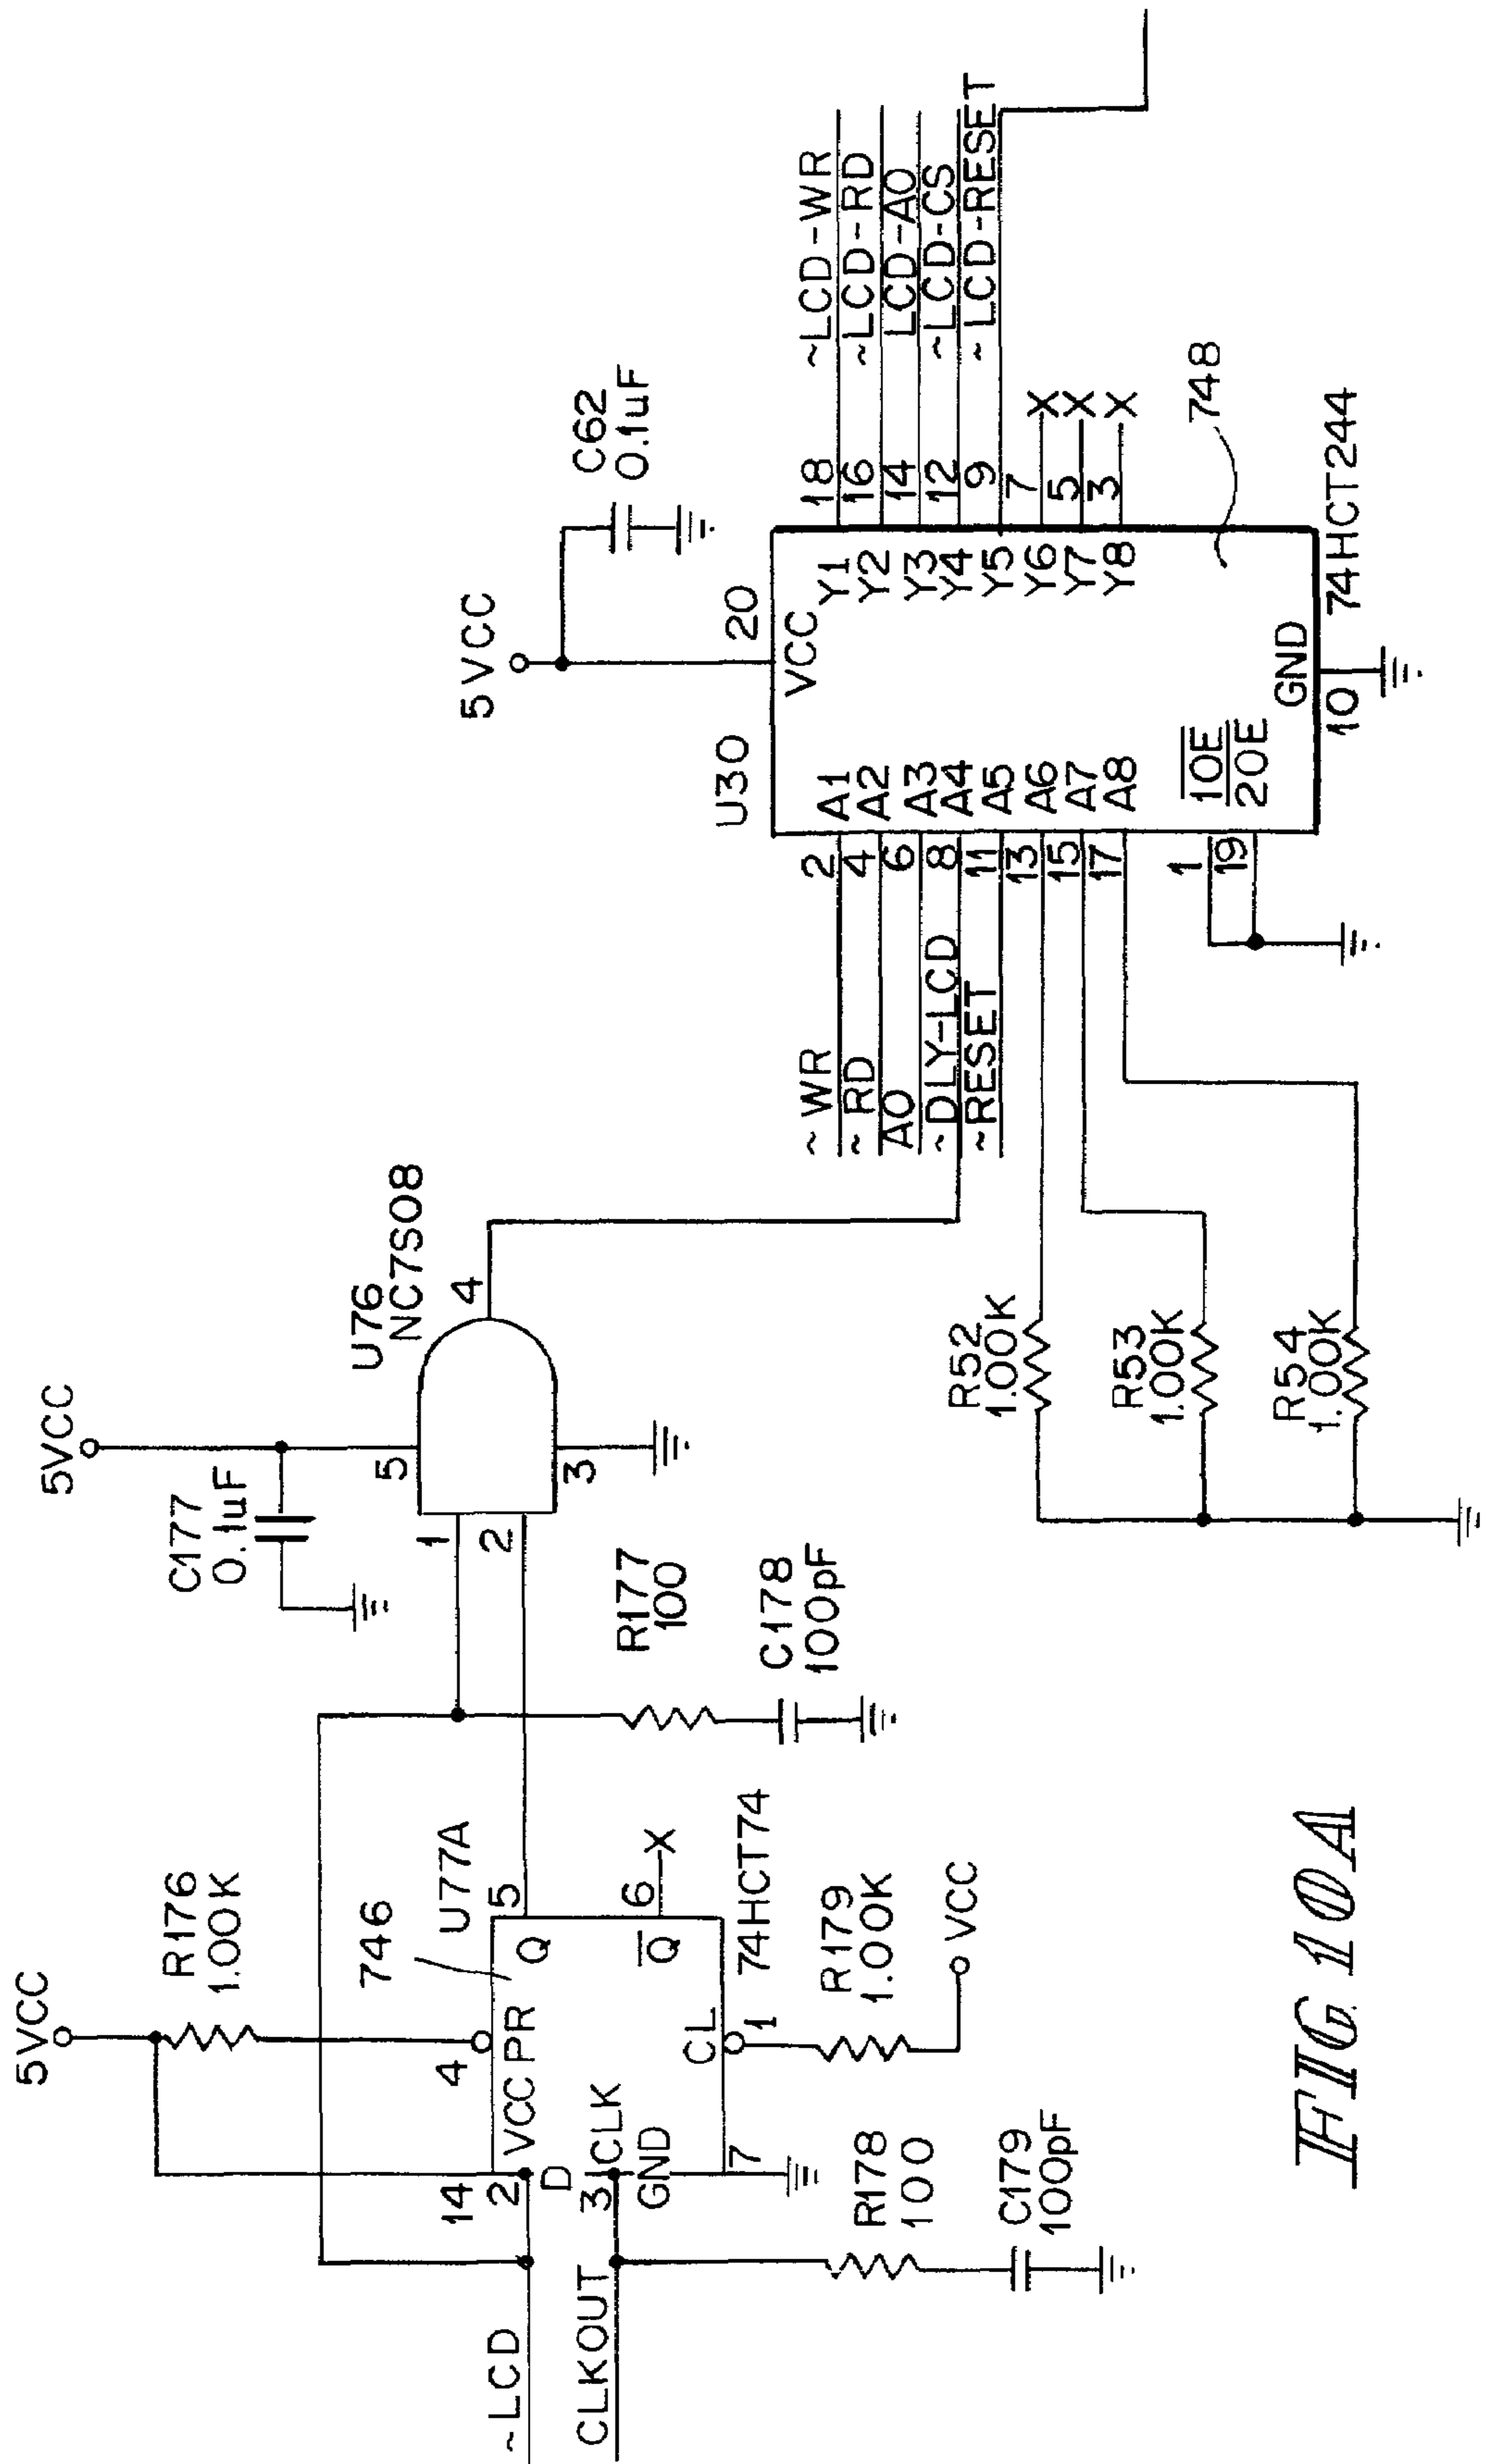 5VCC
R176
1.00K
746
U77A
14
4
2
VCC PR
D
Q
5
3
CLK
GND
7
CL
1
Q
6
X
74HCT74
~LCD
CLKOUT
R178
100
C179
100pF
R179
1.00K
VCC
5VCC
C177
0.1uF
U76
NC7S08
5
1
2
3
4
R177
100
C178
100pF
5VCC
C62
0.1uF
U30
20
VCC
~WR
2
A1
Y1
18
~LCD-WR
~RD
4
A2
Y2
16
~LCD-RD
A0
6
A3
Y3
14
LCD-A0
~DLY-LCD
8
A4
Y4
12
~LCD-CS
~RESET
11
A5
Y5
9
~LCD-RESET
13
A6
Y6
7
X
15
A7
Y7
5
X
17
A8
Y8
3
X
1
1OE
19
2OE
GND
10
748
74HCT244
R52
1.00K
R53
1.00K
R54
1.00K
FIG 10A